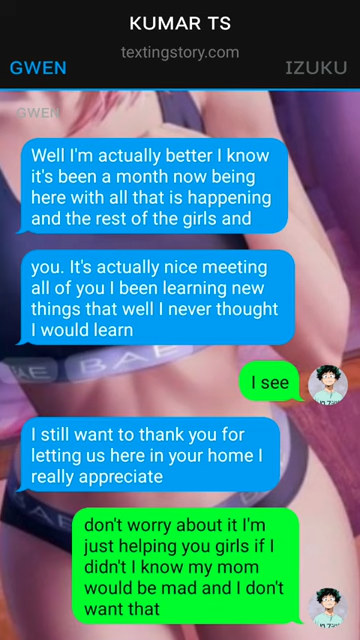 KUMAR TS
textingstory.com
GWEN
IZUKU
GWEN
Well I'm actually better I know
it's been a month now being
here with all that is happening
and the rest of the girls and
you. It's actually nice meeting
all of you I been learning new
things that well I never thought
I would learn
BAE
BAE
I see
I still want to thank you for
letting us here in your home I
really appreciate
don't worry about it I'm
just helping you girls if I
didn't I know my mom
would be mad and I don't
want that